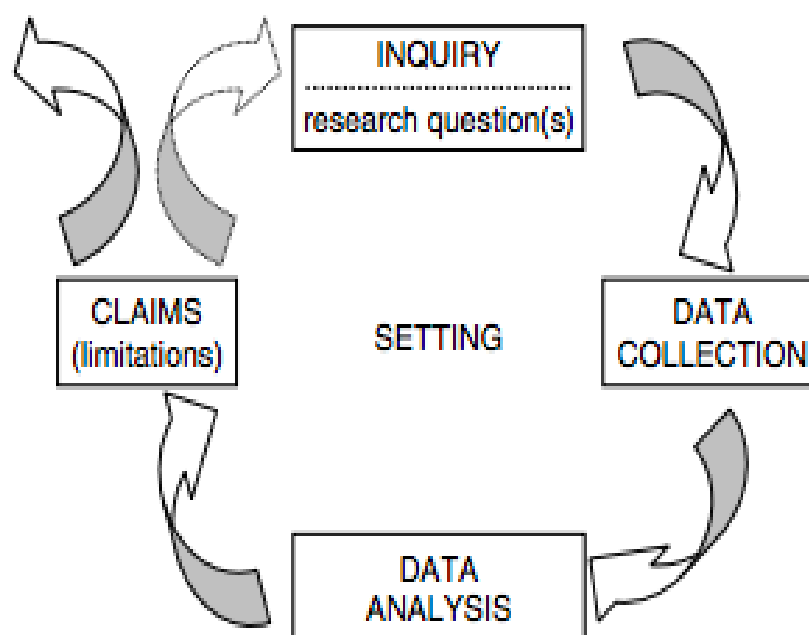 INQUIRY
research question(s)
CLAIMS
(limitations)
SETTING
DATA
COLLECTION
DATA
ANALYSIS